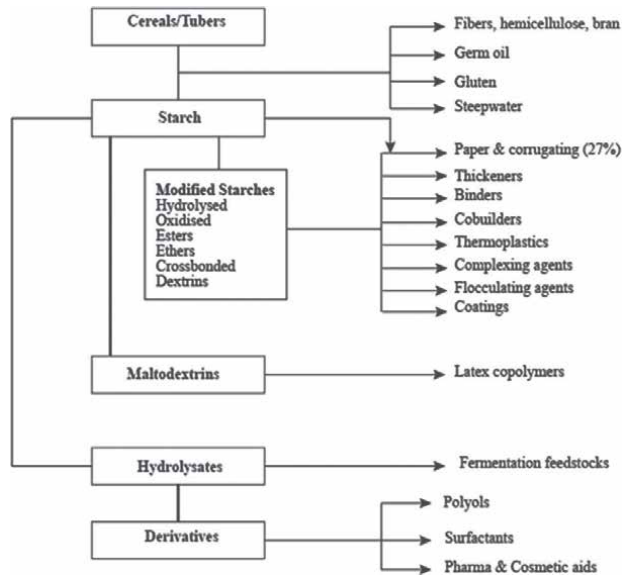 Cereals/Tubers
Fibers, hemicellulose, bran
Germ oil
Gluten
Steepwater
Starch
Paper & corrugating (27%)
Thickeners
Binders
Cobuilders
Thermoplastics
Complexing agents
Flocculating agents
Coatings
Modified Starches
Hydrolysed
Oxidised
Esters
Ethers
Crossbonded
Dextrins
Maltodextrins
Latex copolymers
Hydrolysates
Fermentation feedstocks
Derivatives
Polyols
Surfactants
Pharma & Cosmetic aids